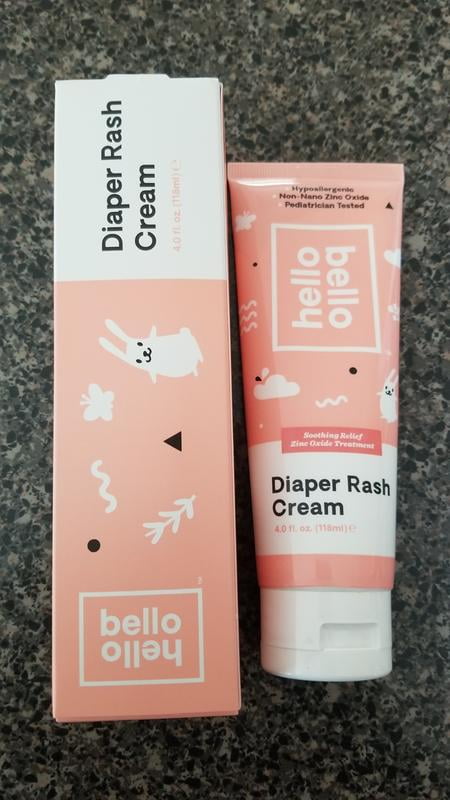 Diaper Rash
Cream
4.0 fl. oz. (118ml) ℮
bello
hello
™
Hypoallergenic
Non-Nano Zinc Oxide
Pediatrician Tested
hello
bello
Soothing Relief
Zinc Oxide Treatment
Diaper Rash
Cream
4.0 fl. oz. (118ml) ℮